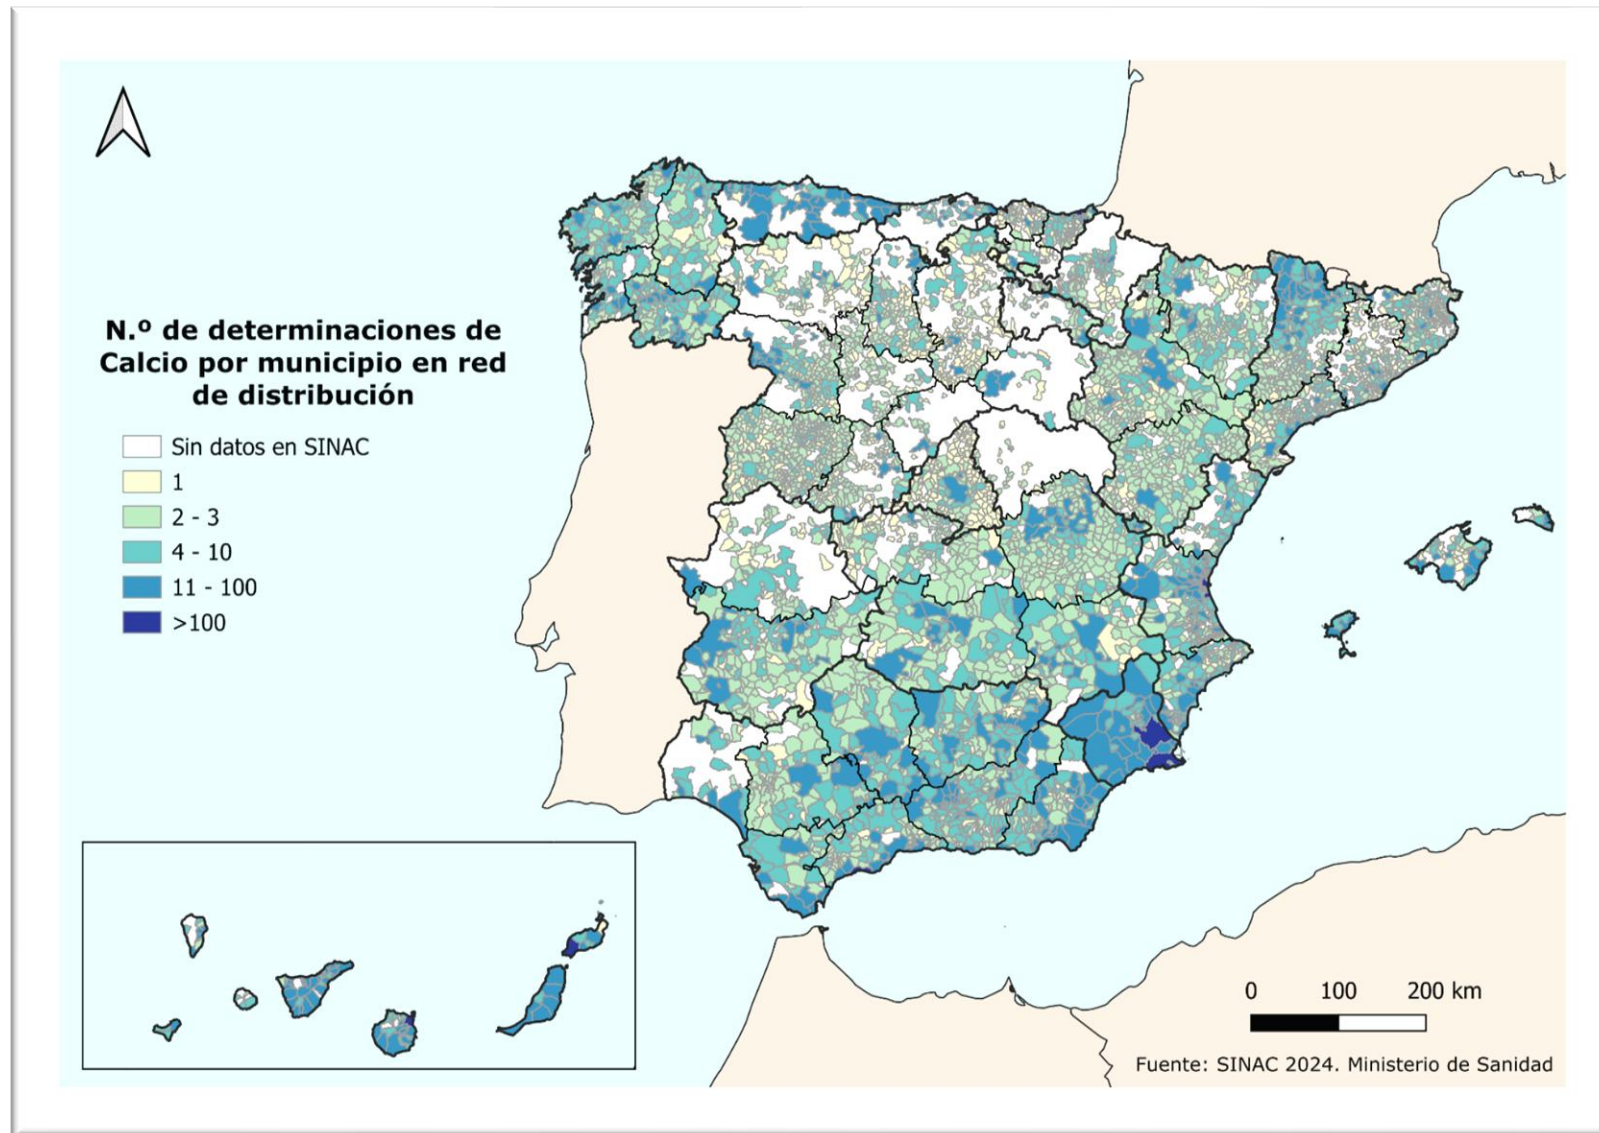 N.º de determinaciones de
Calcio por municipio en red
de distribución
Sin datos en SINAC
1
2 - 3
4 - 10
11 - 100
>100
0 100 200 km
Fuente: SINAC 2024. Ministerio de Sanidad